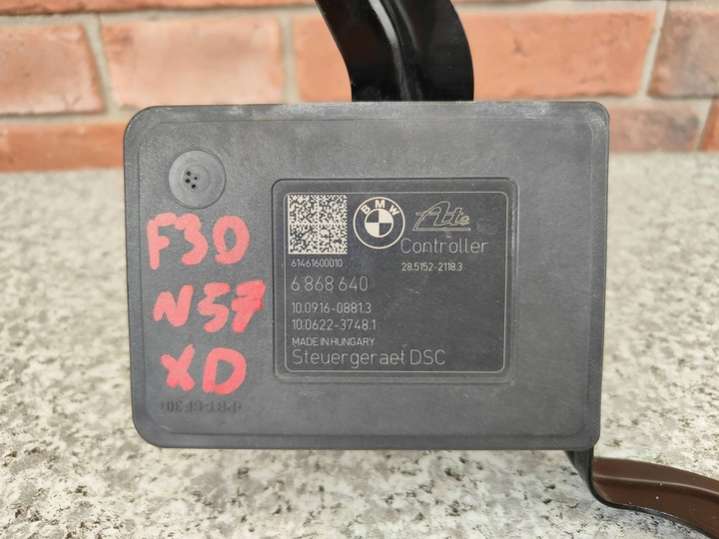 F30
N57
XD
BMW
Ate
Controller
61461600010
28.5152-2118.3
6 868 640
10.0916-0881.3
10.0622-3748.1
MADE IN HUNGARY
Steuergeraet DSC